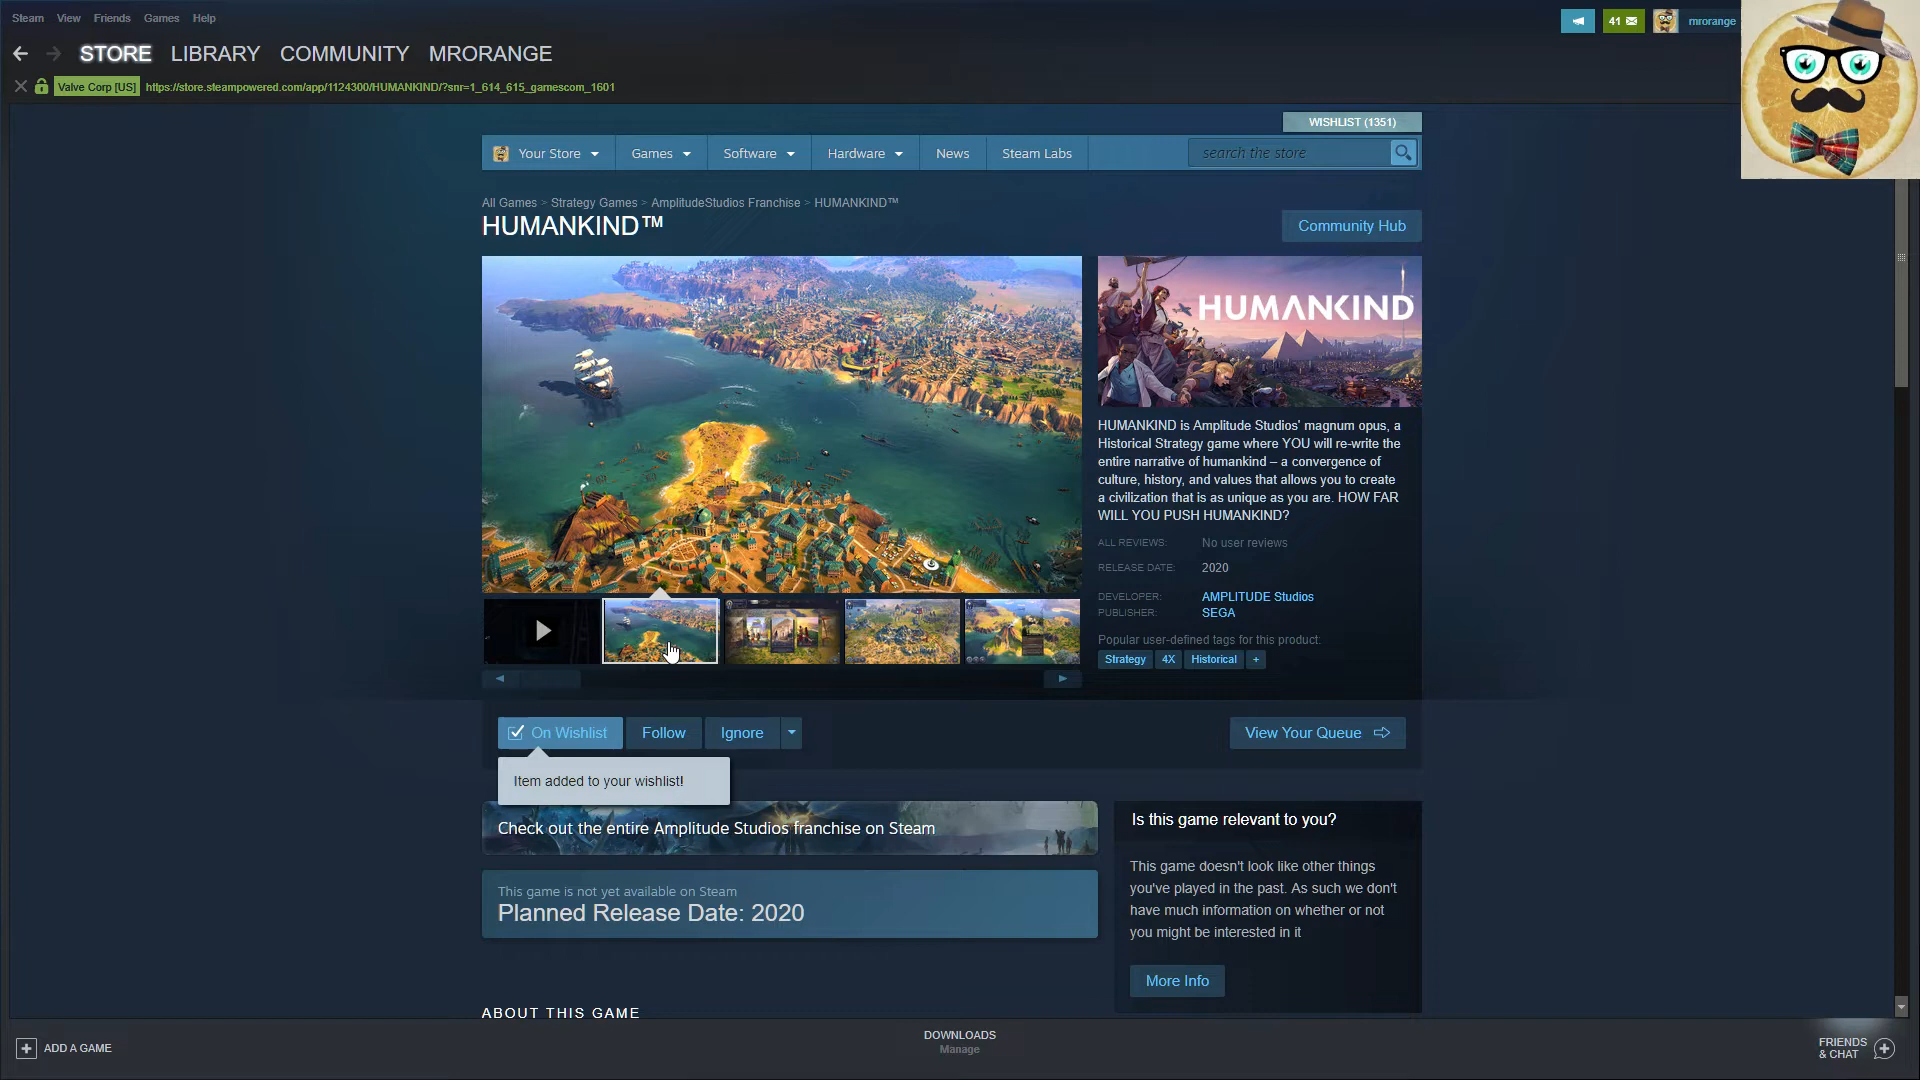 Steam View Friends Games Help
41
mrorange
STORE LIBRARY COMMUNITY MRORANGE
Valve Corp [US] https://store.steampowered.com/app/1124300/HUMANKIND/?snr=1_614_615_gamescom_1601
WISHLIST (1351)
Your Store Games Software Hardware News Steam Labs search the store
All Games > Strategy Games > AmplitudeStudios Franchise > HUMANKIND™
HUMANKIND™
Community Hub
HUMANKIND
HUMANKIND is Amplitude Studios' magnum opus, a
Historical Strategy game where YOU will re-write the
entire narrative of humankind – a convergence of
culture, history, and values that allows you to create
a civilization that is as unique as you are. HOW FAR
WILL YOU PUSH HUMANKIND?
ALL REVIEWS: No user reviews
RELEASE DATE: 2020
DEVELOPER: AMPLITUDE Studios
PUBLISHER: SEGA
Popular user-defined tags for this product:
Strategy 4X Historical +
On Wishlist Follow Ignore
View Your Queue
Item added to your wishlist!
Check out the entire Amplitude Studios franchise on Steam
This game is not yet available on Steam
Planned Release Date: 2020
Is this game relevant to you?
This game doesn't look like other things
you've played in the past. As such we don't
have much information on whether or not
you might be interested in it
More Info
ABOUT THIS GAME
ADD A GAME
DOWNLOADS
Manage
FRIENDS
& CHAT